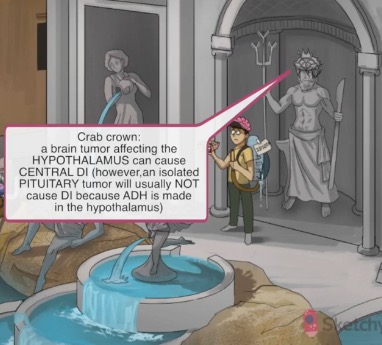 Crab crown:
a brain tumor affecting the
HYPOTHALAMUS can cause
CENTRAL DI (however,an isolated
PITUITARY tumor will usually NOT
cause DI because ADH is made
in the hypothalamus)
Sketchy